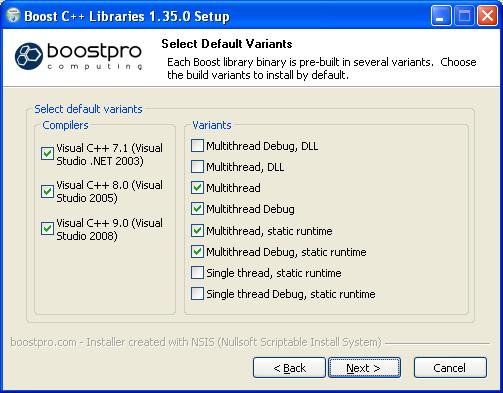 Boost C++ Libraries 1.35.0 Setup
boostpro
computing
Select Default Variants
Each Boost library binary is pre-built in several variants. Choose
the build variants to install by default.
Select default variants
Compilers
Visual C++ 7.1 (Visual
Studio .NET 2003)
Visual C++ 8.0 (Visual
Studio 2005)
Visual C++ 9.0 (Visual
Studio 2008)
Variants
Multithread Debug, DLL
Multithread, DLL
Multithread
Multithread Debug
Multithread, static runtime
Multithread Debug, static runtime
Single thread, static runtime
Single thread Debug, static runtime
boostpro.com - Installer created with NSIS (Nullsoft Scriptable Install System)
< Back
Next >
Cancel